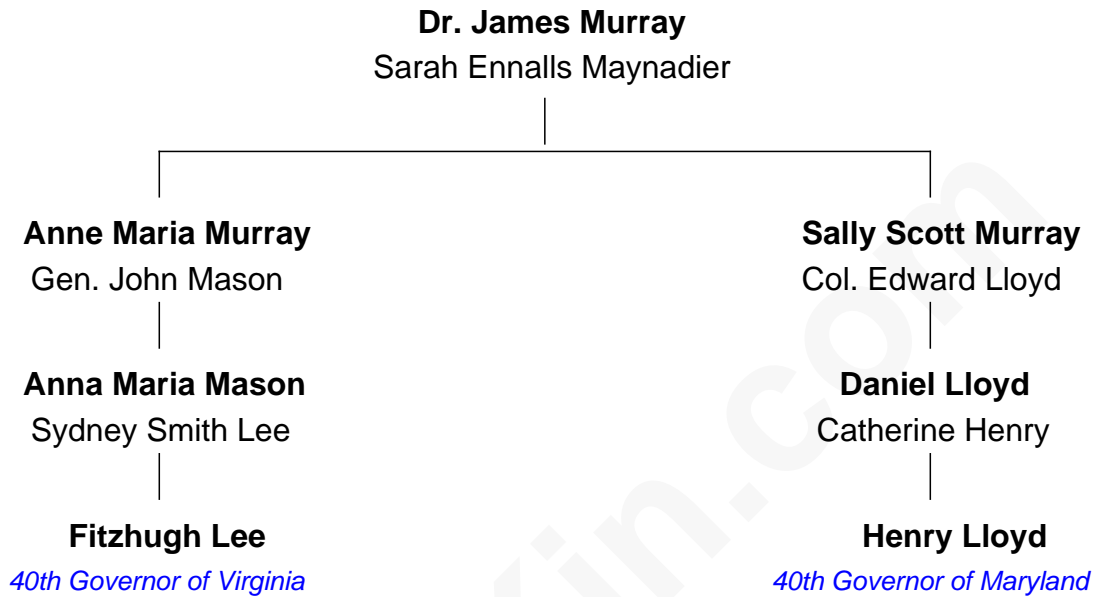 Dr. James Murray
Sarah Ennalls Maynadier
Anne Maria Murray
Gen. John Mason
Sally Scott Murray
Col. Edward Lloyd
Anna Maria Mason
Sydney Smith Lee
Daniel Lloyd
Catherine Henry
Fitzhugh Lee
40th Governor of Virginia
Henry Lloyd
40th Governor of Maryland